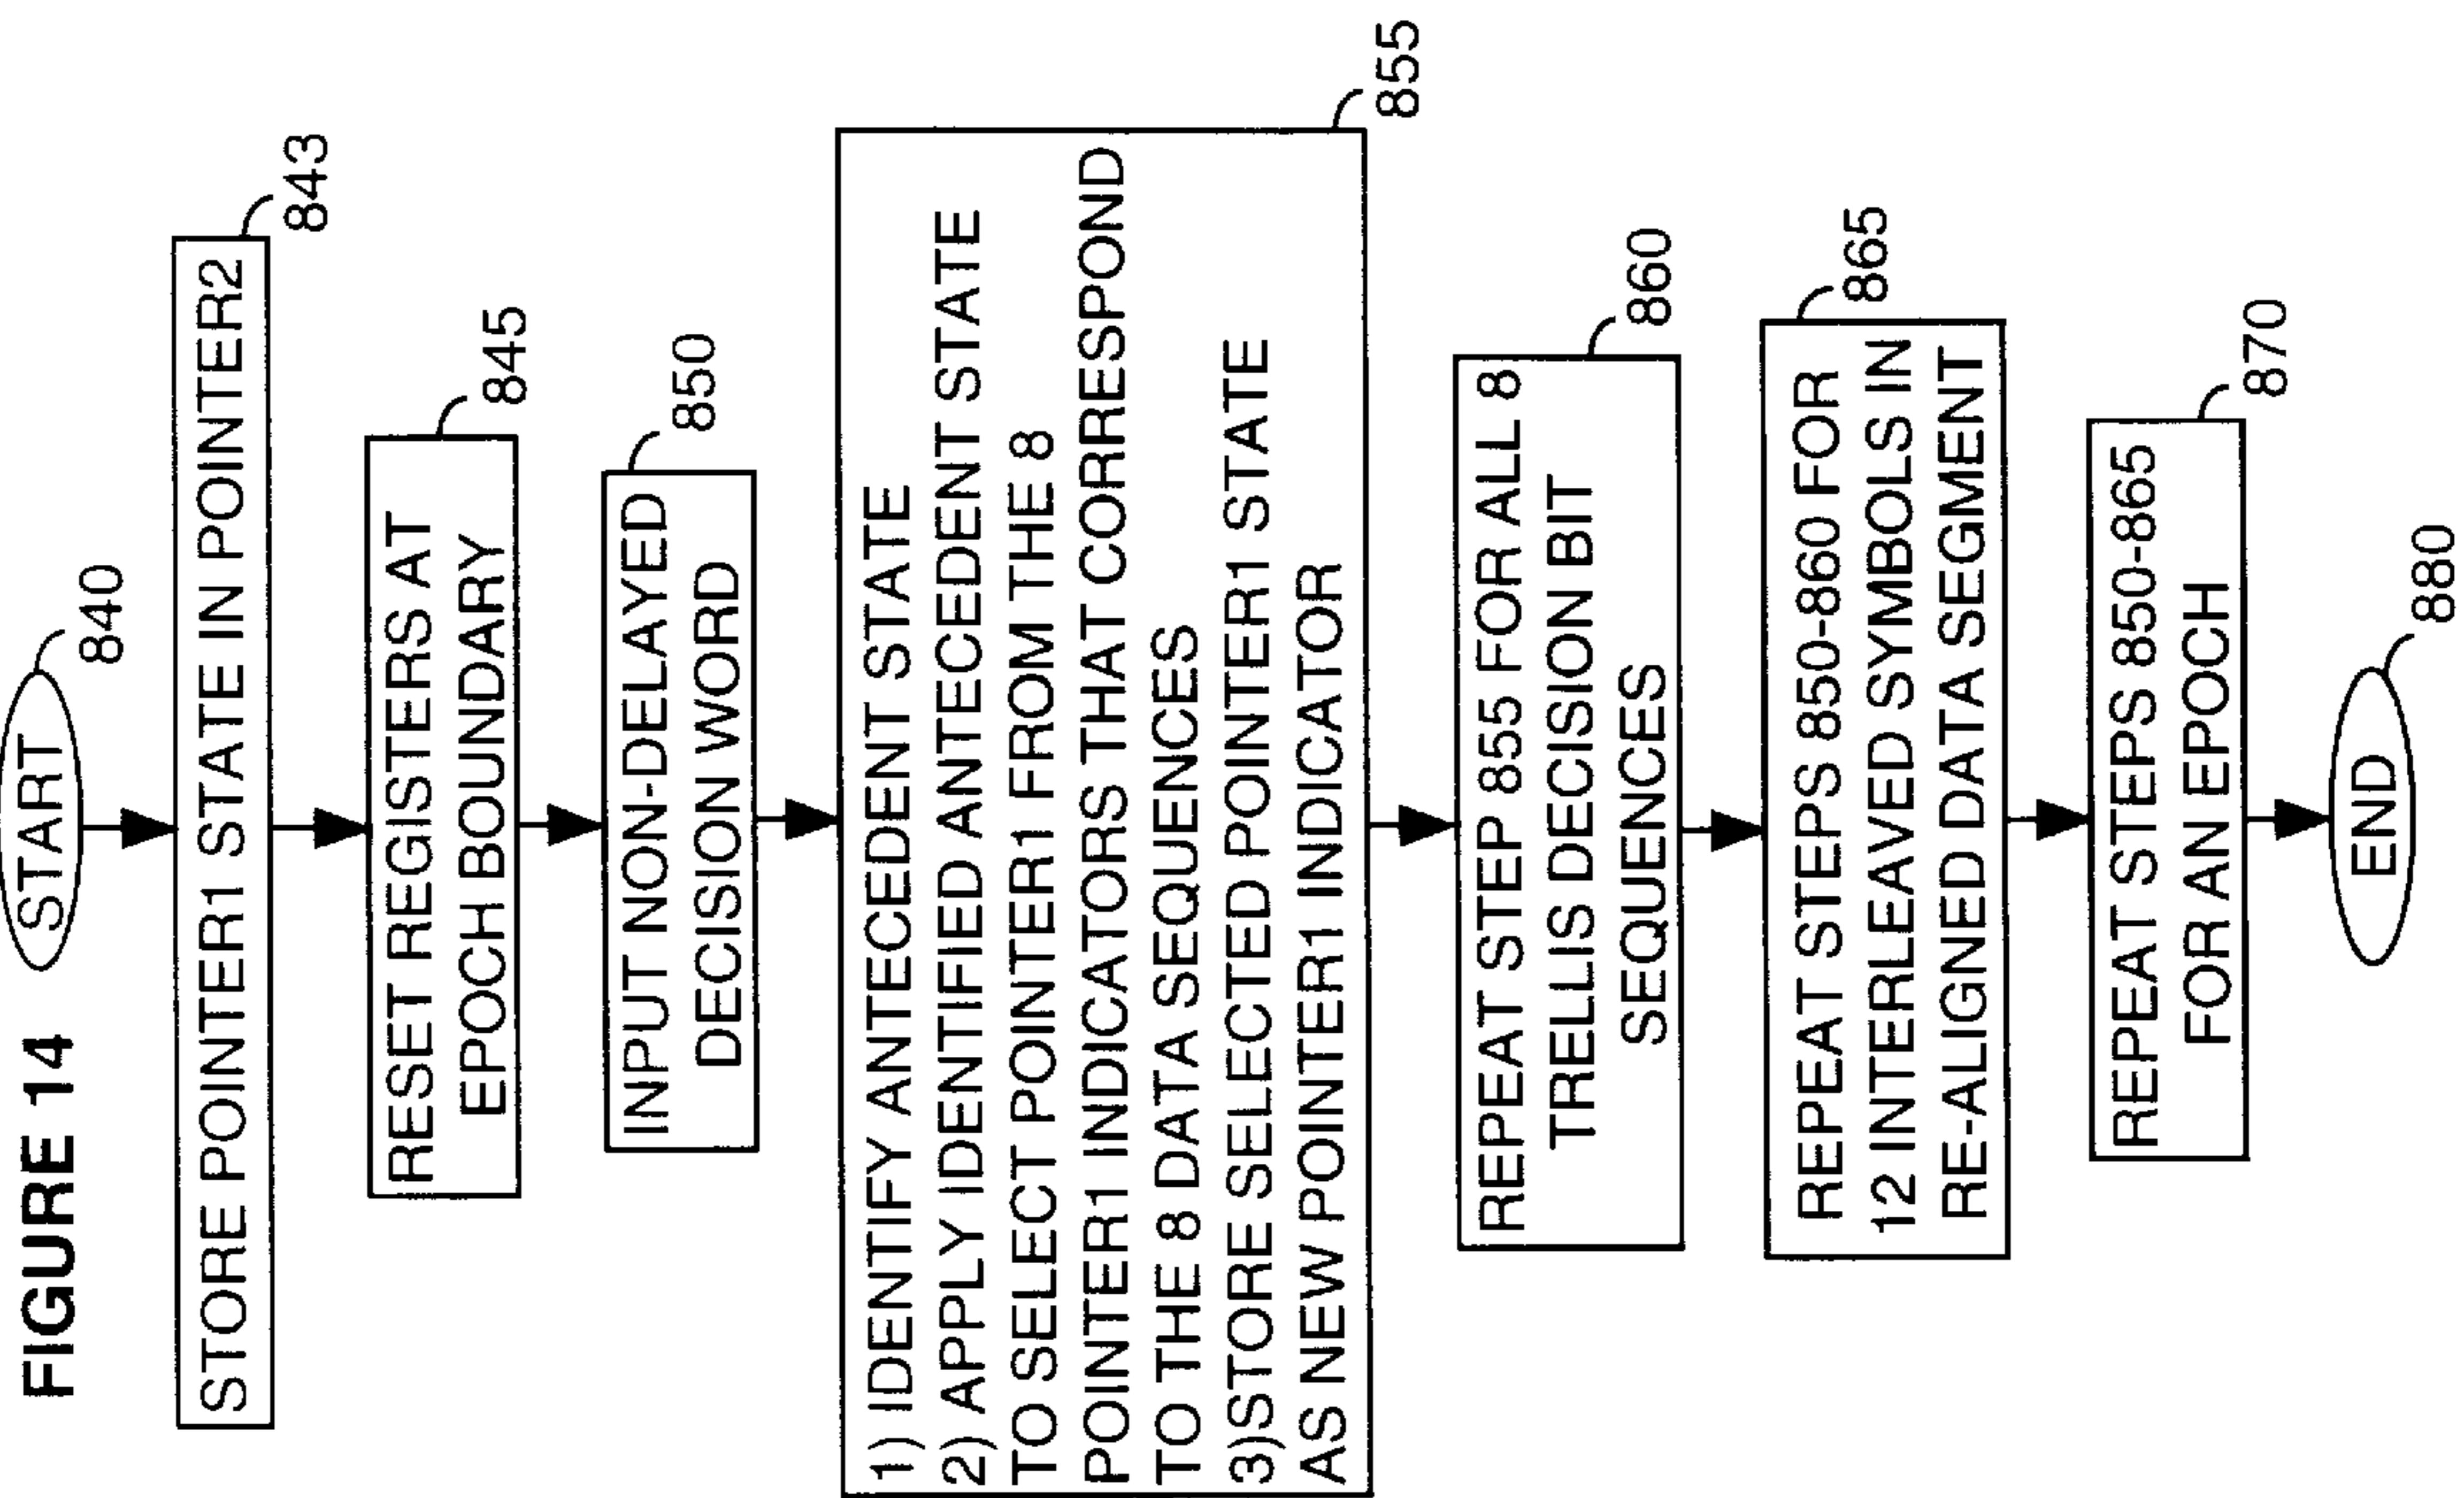 FIGURE 14
START
840
STORE POINTER1 STATE IN POINTER2
843
RESET REGISTERS AT
EPOCH BOUNDARY
845
INPUT NON-DELAYED
DECISION WORD
850
1) IDENTIFY ANTECEDENT STATE
2) APPLY IDENTIFIED ANTECEDENT STATE
TO SELECT POINTER1 FROM THE 8
POINTER1 INDICATORS THAT CORRESPOND
TO THE 8 DATA SEQUENCES
3)STORE SELECTED POINTER1 STATE
AS NEW POINTER1 INDICATOR
855
REPEAT STEP 855 FOR ALL 8
TRELLIS DECISION BIT
SEQUENCES
860
REPEAT STEPS 850-860 FOR
12 INTERLEAVED SYMBOLS IN
RE-ALIGNED DATA SEGMENT
865
REPEAT STEPS 850-865
FOR AN EPOCH
870
END
880